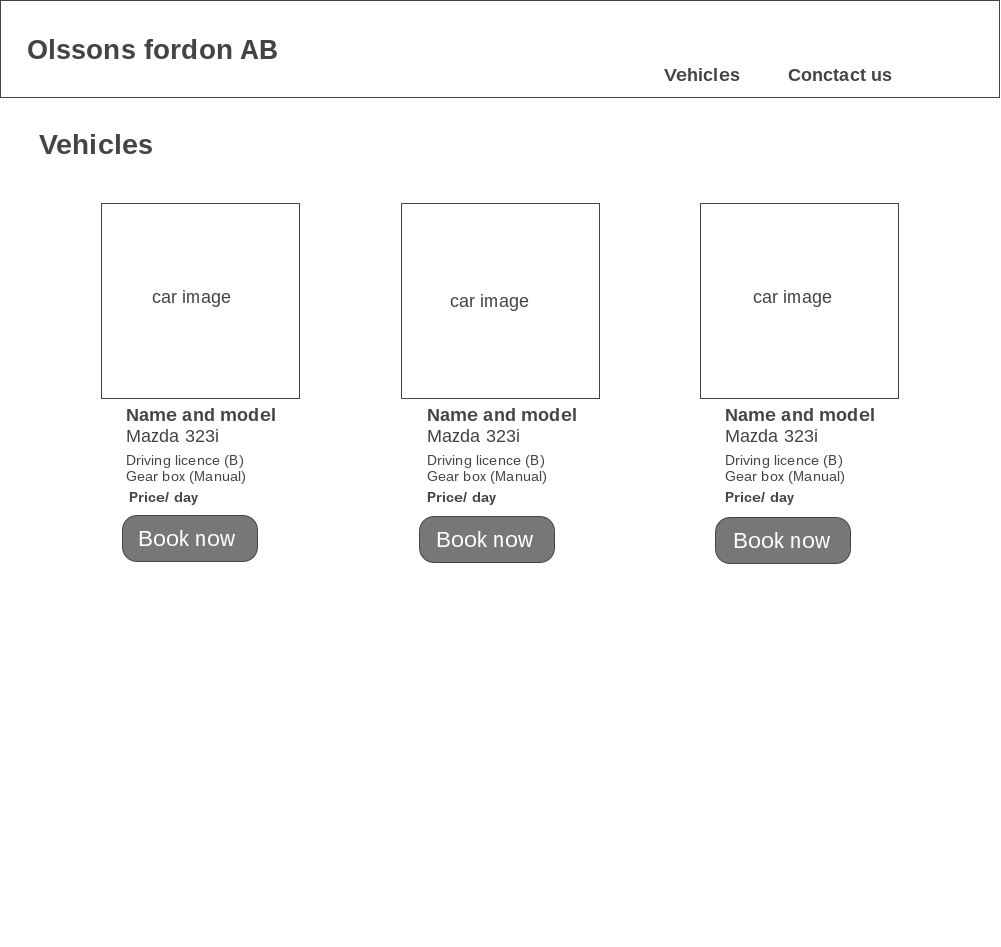 Olssons fordon AB
Vehicles
Conctact us
Vehicles
car image
car image
car image
Name and model
Mazda 323i
Driving licence (B)
Gear box (Manual)
Price/ day
Book now
Name and model
Mazda 323i
Driving licence (B)
Gear box (Manual)
Price/ day
Book now
Name and model
Mazda 323i
Driving licence (B)
Gear box (Manual)
Price/ day
Book now